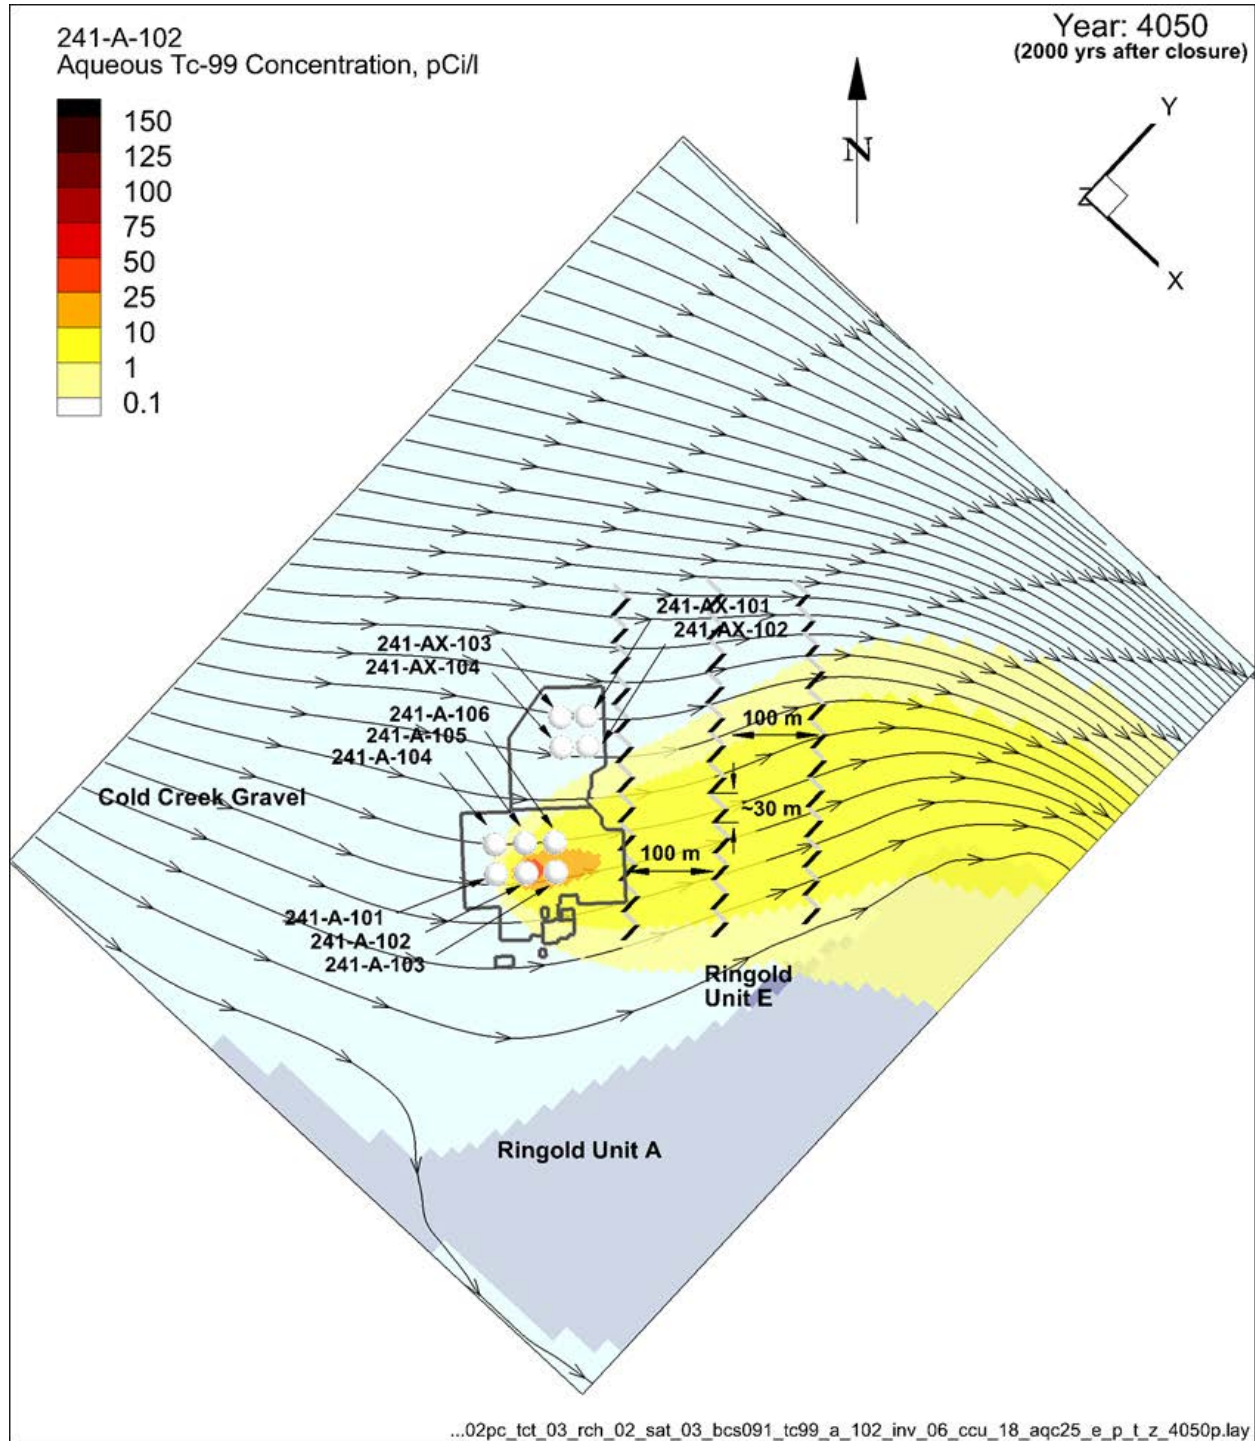 241-A-102
Aqueous Tc-99 Concentration, pCi/l
Year: 4050
(2000 yrs after closure)
150
125
100
75
50
25
10
1
0.1
N
Y
Z
X
241-AX-101
241-AX-102
241-AX-103
241-AX-104
241-A-106
241-A-105
241-A-104
100 m
Cold Creek Gravel
~30 m
100 m
241-A-101
241-A-102
241-A-103
Ringold
Unit E
Ringold Unit A
...02pc_tct_03_rch_02_sat_03_bcs091_tc99_a_102_inv_06_ccu_18_aqc25_e_p_t_z_4050p.lay